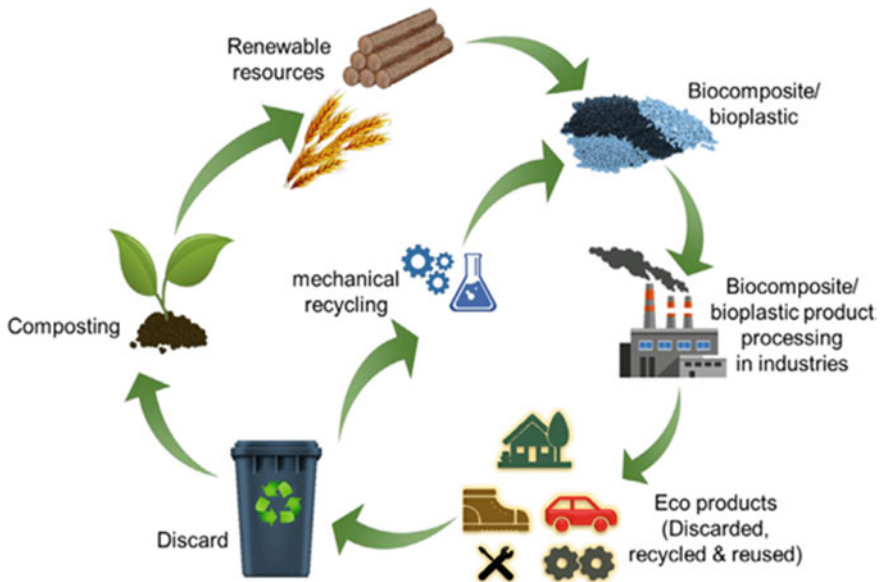 Renewable
resources
Biocomposite/
bioplastic
mechanical
recycling
Biocomposite/
bioplastic product
processing
in industries
Composting
Eco products
(Discarded,
recycled & reused)
Discard